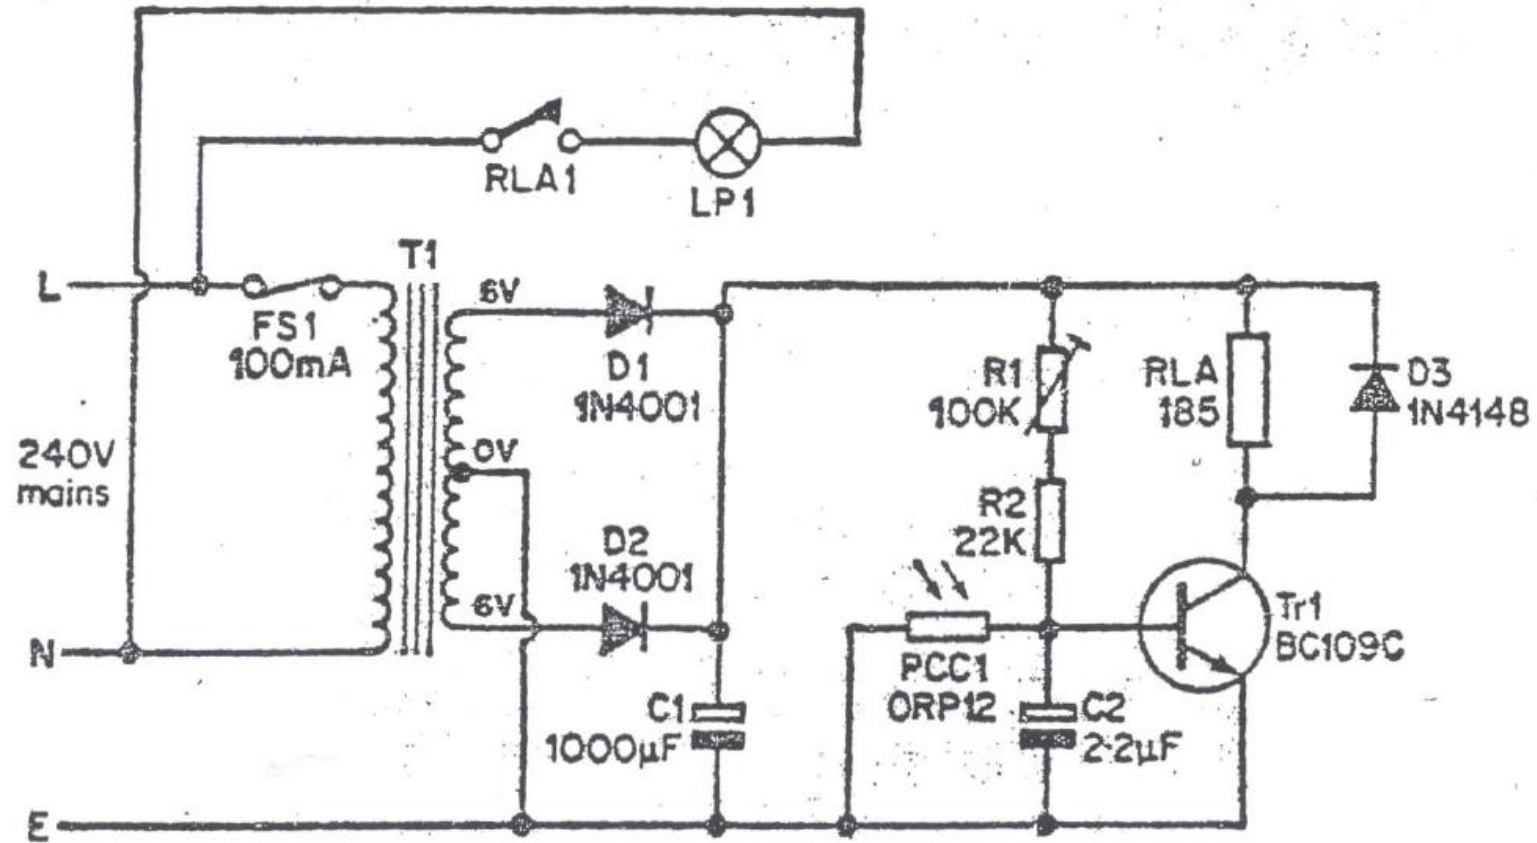 RLA1
LP1
L
T1
FS1
100mA
240V
mains
N
E
6V
0V
6V
D1
1N4001
D2
1N4001
C1
1000µF
R1
100K
R2
22K
RLA
185
D3
1N4148
PCC1
ORP12
C2
2·2µF
Tr1
BC109C